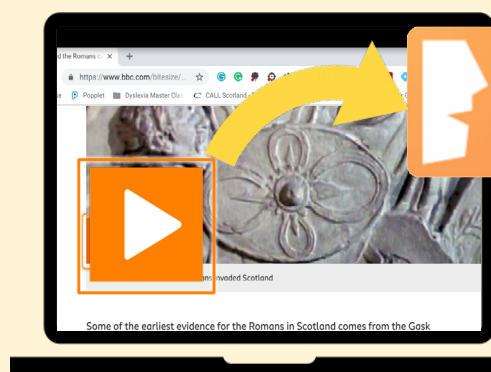 d the Romans c
https://www.bbc.com/bitesize/...
Popplet Dyslexia Master Clas CALL Scotland
invaded Scotland
Some of the earliest evidence for the Romans in Scotland comes from the Gask